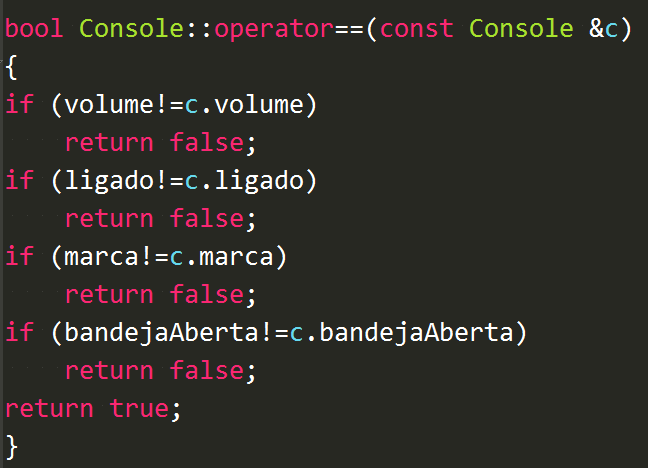 bool Console::operator==(const Console &c)
{
if (volume!=c.volume)
    return false;
if (ligado!=c.ligado)
    return false;
if (marca!=c.marca)
    return false;
if (bandejaAberta!=c.bandejaAberta)
    return false;
return true;
}